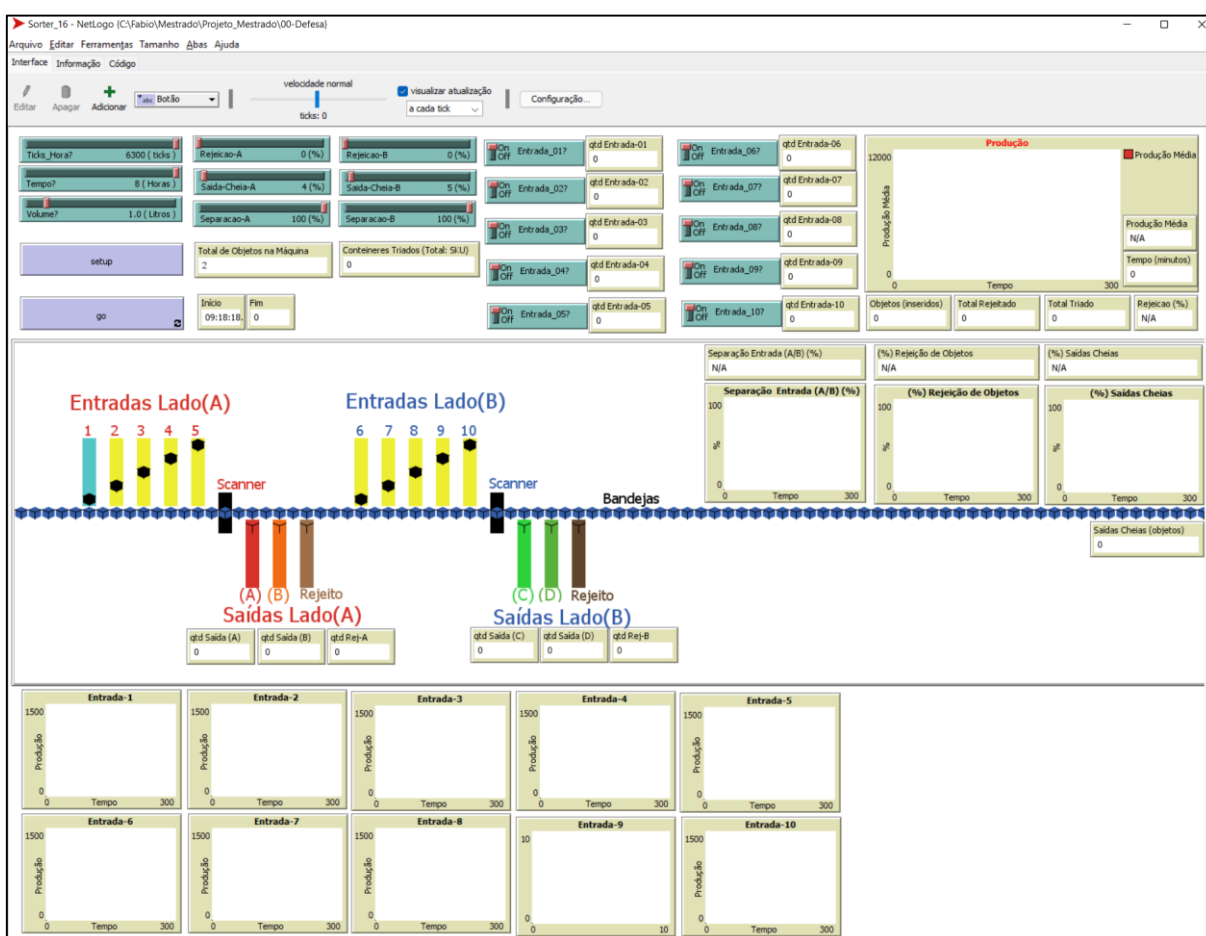 Sorter_16 - NetLogo {C:\Fabio\Mestrado\Projeto_Mestrado\00-Defesa}
Arquivo Editar Ferramentas Tamanho Abas Ajuda
Interface Informação Código
Editar Apagar Adicionar abc Botão
velocidade normal
ticks: 0
visualizar atualização
a cada tick
Configuração...
Ticks_Hora? 6300 ( ticks )
Rejeicao-A 0 (%)
Rejeicao-B 0 (%)
On Off Entrada_01?
qtd Entrada-01
0
On Off Entrada_06?
qtd Entrada-06
0
Tempo? 8 ( Horas )
Saida-Cheia-A 4 (%)
Saida-Cheia-B 5 (%)
On Off Entrada_02?
qtd Entrada-02
0
On Off Entrada_07?
qtd Entrada-07
0
Volume? 1.0 ( Litros )
Separacao-A 100 (%)
Separacao-B 100 (%)
On Off Entrada_03?
qtd Entrada-03
0
On Off Entrada_08?
qtd Entrada-08
0
setup
Total de Objetos na Máquina
2
Conteineres Triados (Total: SKU)
0
On Off Entrada_04?
qtd Entrada-04
0
On Off Entrada_09?
qtd Entrada-09
0
go
Início
09:18:18.
Fim
0
On Off Entrada_05?
qtd Entrada-05
0
On Off Entrada_10?
qtd Entrada-10
0
Produção
12000
Produção Média
0
0 Tempo 300
Produção Média
Produção Média
N/A
Tempo (minutos)
0
Objetos (inseridos)
0
Total Rejeitado
0
Total Triado
0
Rejeicao (%)
N/A
Separação Entrada (A/B) (%)
N/A
(%) Rejeição de Objetos
N/A
(%) Saídas Cheias
N/A
Separação Entrada (A/B) (%)
100
%
0
0 Tempo 300
(%) Rejeição de Objetos
100
0
0 Tempo 300
(%) Saídas Cheias
100
%
0
0 Tempo 300
Entradas Lado(A)
1 2 3 4 5
Scanner
Entradas Lado(B)
6 7 8 9 10
Scanner
Bandejas
Saídas Cheias (objetos)
0
(A) (B) Rejeito
Saídas Lado(A)
(C) (D) Rejeito
Saídas Lado(B)
qtd Saída (A)
0
qtd Saída (B)
0
qtd Rej-A
0
qtd Saída (C)
0
qtd Saída (D)
0
qtd Rej-B
0
Entrada-1
1500
Produção
0
0 Tempo 300
Entrada-2
1500
Produção
0
0 Tempo 300
Entrada-3
1500
Produção
0
0 Tempo 300
Entrada-4
1500
Produção
0
0 Tempo 300
Entrada-5
1500
Produção
0
0 Tempo 300
Entrada-6
1500
Produção
0
0 Tempo 300
Entrada-7
1500
Produção
0
0 Tempo 300
Entrada-8
1500
Produção
0
0 Tempo 300
Entrada-9
10
0
0 10
Entrada-10
1500
Produção
0
0 Tempo 300